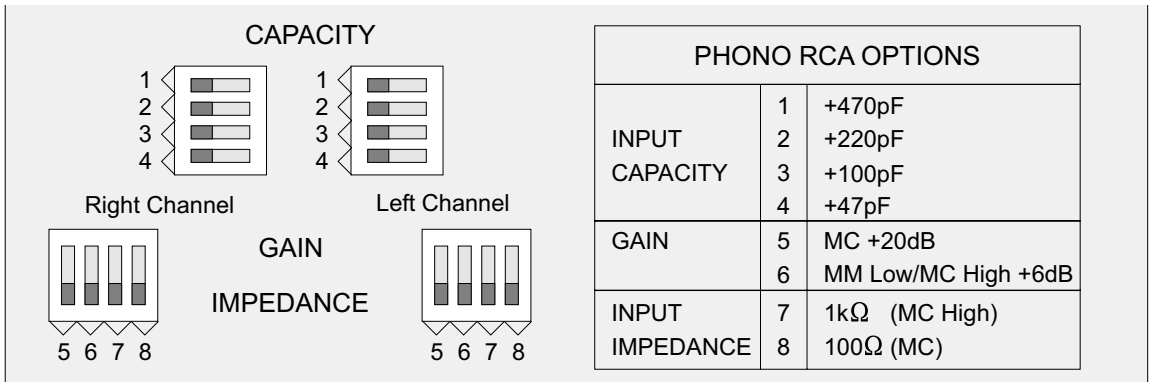 CAPACITY
1
2
3
4
1
2
3
4
Right Channel
Left Channel
GAIN
IMPEDANCE
5 6 7 8
5 6 7 8
PHONO RCA OPTIONS
INPUT CAPACITY
1 +470pF
2 +220pF
3 +100pF
4 +47pF
GAIN
5 MC +20dB
6 MM Low/MC High +6dB
INPUT IMPEDANCE
7 1kΩ (MC High)
8 100Ω (MC)